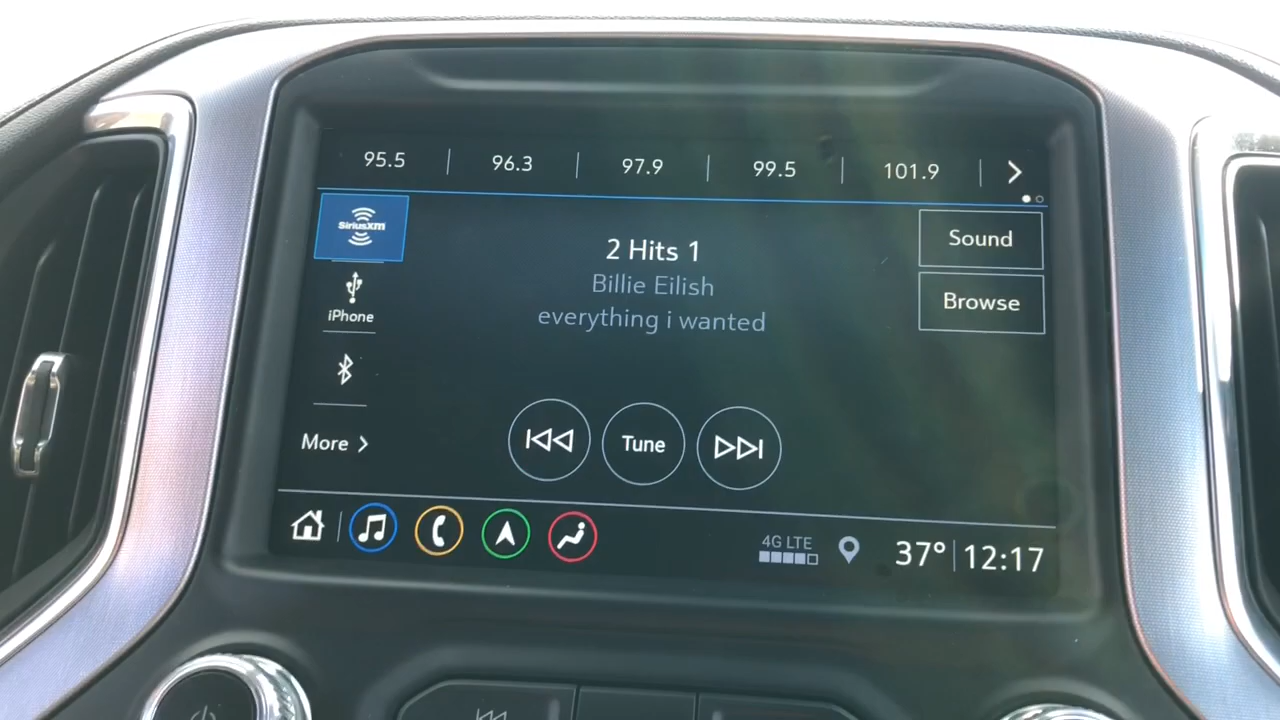 95.5 96.3 97.9 99.5 101.9
SiriusXM
2 Hits 1
Sound
Billie Eilish
iPhone
everything i wanted
Browse
More
Tune
4G LTE
37° 12:17